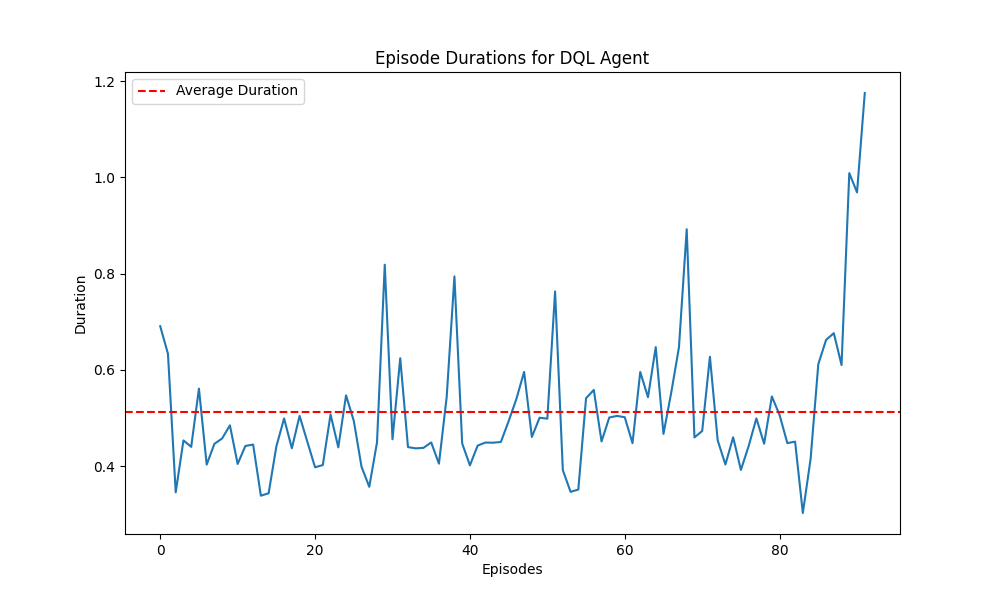 Episode Durations for DQL Agent
Average Duration
1.2
1.0
0.8
0.6
0.4
Duration
0 20 40 60 80
Episodes